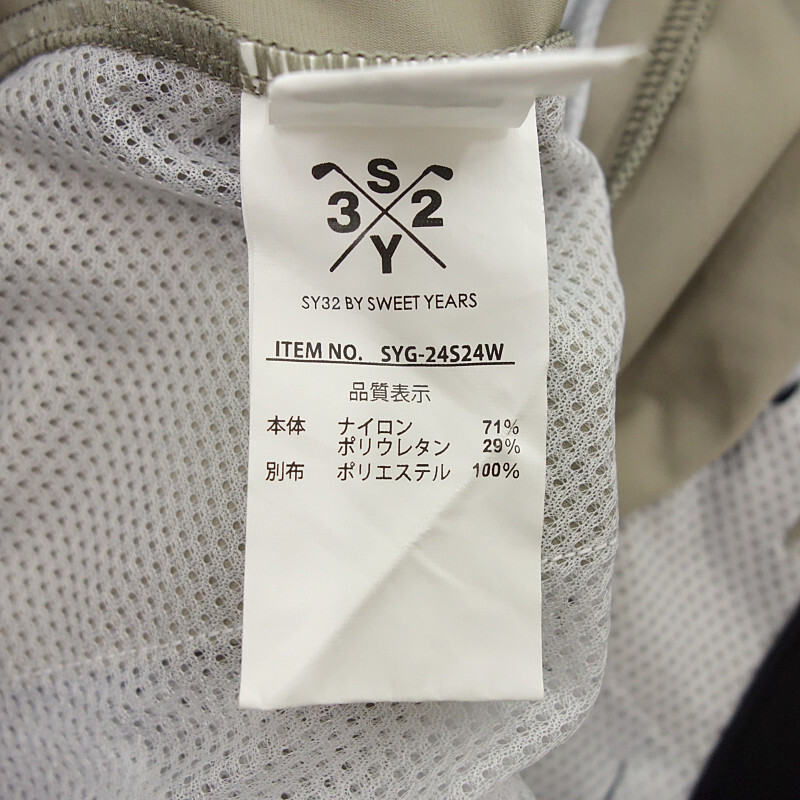 S
3 2
Y
SY32 BY SWEET YEARS
ITEM NO. SYG-24S24W
品質表示
本体 ナイロン 71%
ポリウレタン 29%
別布 ポリエステル 100%